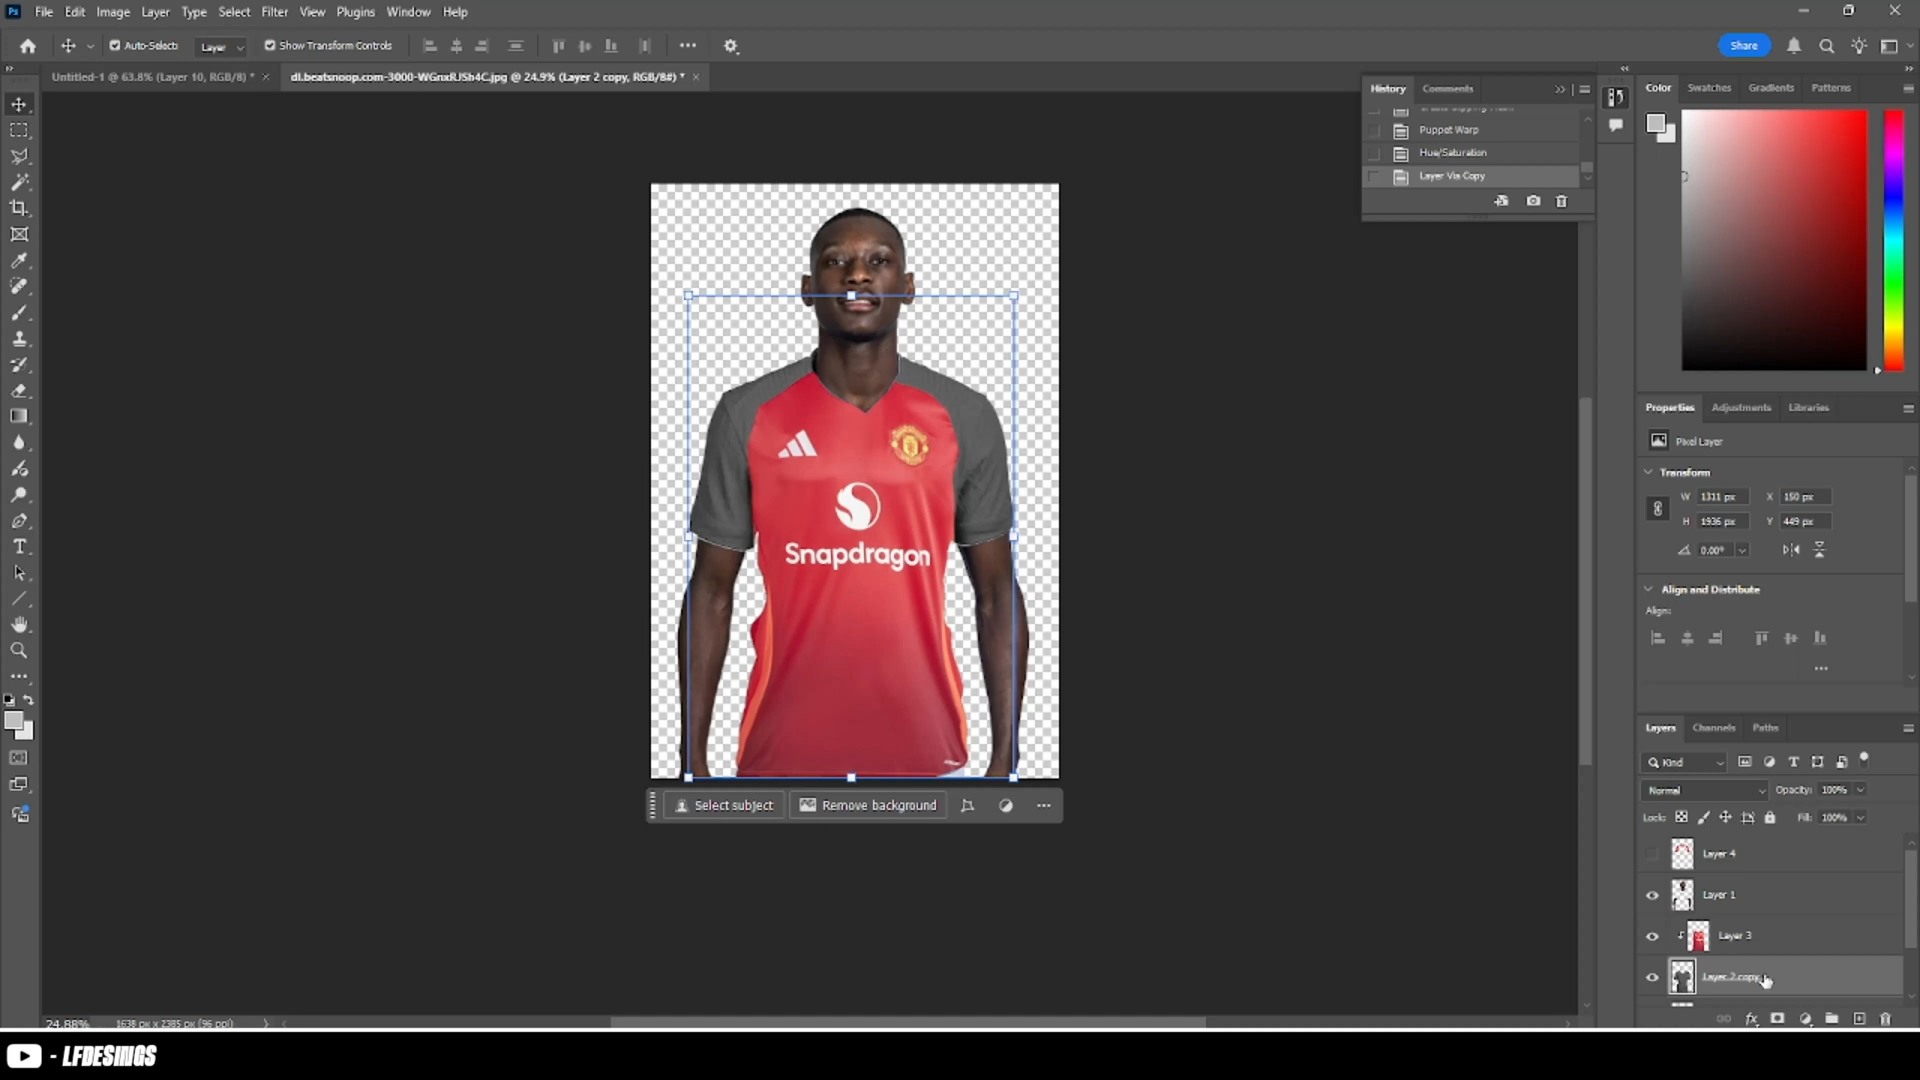 Ps File Edit Image Layer Type Select Filter View Plugins Window Help
Auto-Select: Layer Show Transform Controls Share
Untitled-1 @ 63.8% (Layer 10, RGB/8) * × dl.beatsnoop.com-3000-WGnxRJSh4C.jpg @ 24.9% (Layer 2 copy, RGB/8#) * ×
History Comments
Puppet Warp
Hue/Saturation
Layer Via Copy
Color Swatches Gradients Patterns
Snapdragon
Select subject Remove background
Properties Adjustments Libraries
Pixel Layer
Transform
W 1311 px X 150 px
H 1936 px Y 449 px
0.00°
Align and Distribute
Align:
Layers Channels Paths
Kind
Normal Opacity: 100%
Lock: Fill: 100%
Layer 4
Layer 1
Layer 3
Layer 2 copy
24.88% 1638 px x 2385 px (96 ppi)
- LFDESINGS